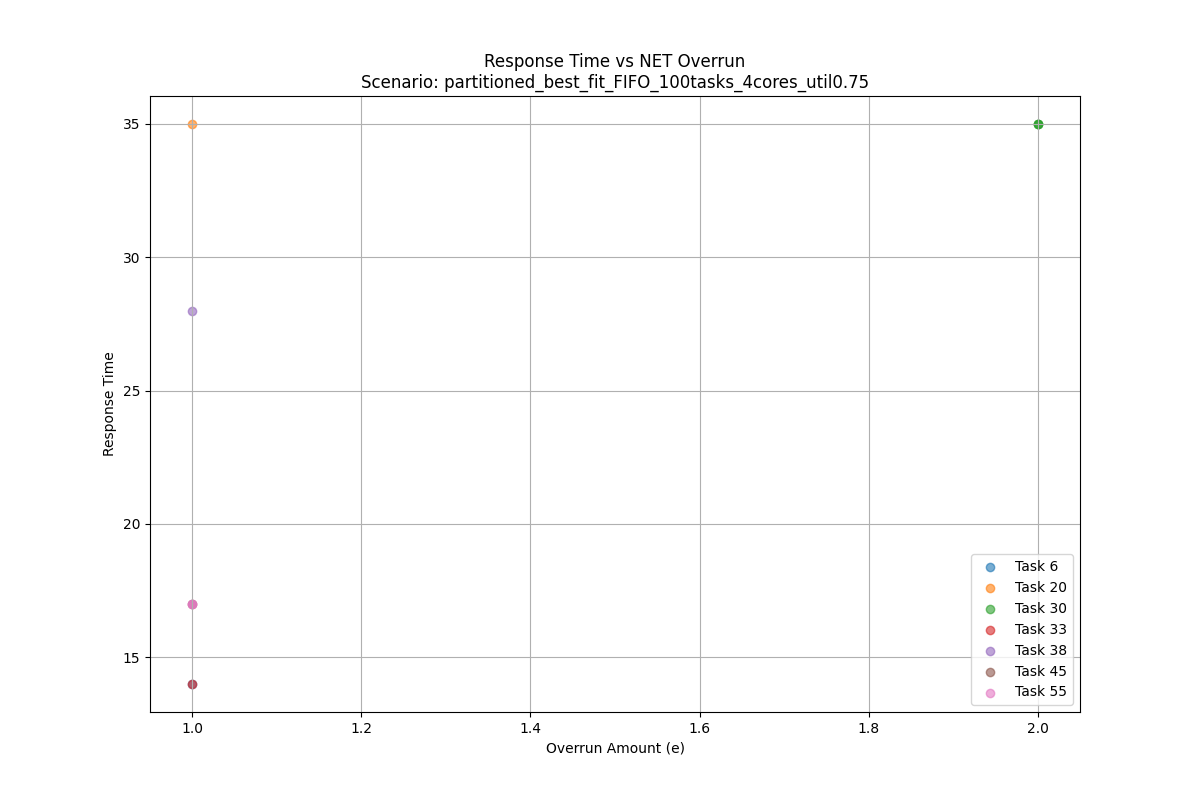 Response Time vs NET Overrun
Scenario: partitioned_best_fit_FIFO_100tasks_4cores_util0.75
35
30
25
20
15
Response Time
1.0
1.2
1.4
1.6
1.8
2.0
Overrun Amount (e)
Task 6
Task 20
Task 30
Task 33
Task 38
Task 45
Task 55